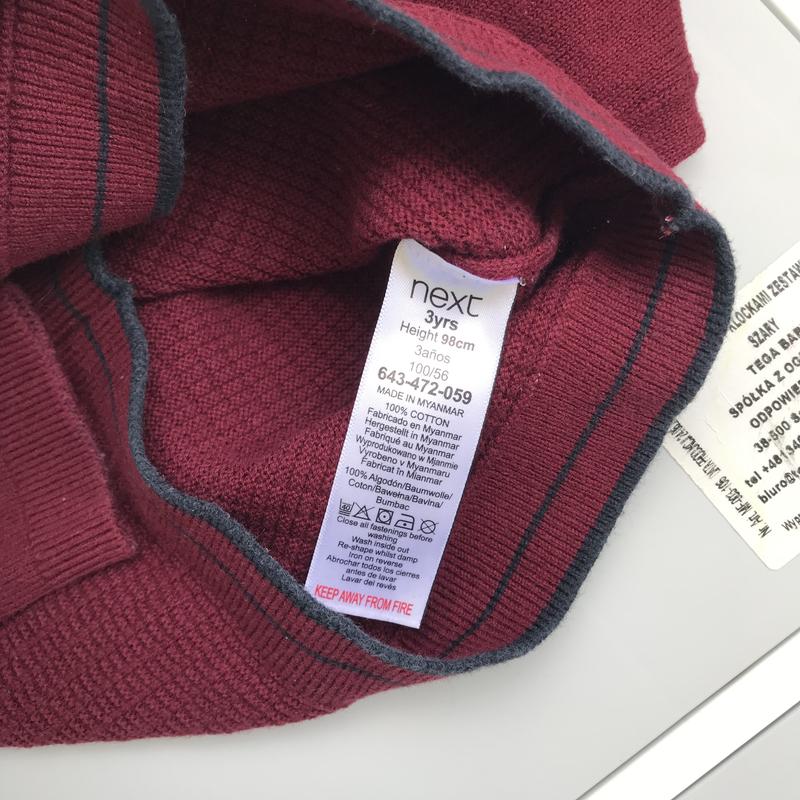 next
3yrs
Height 98cm
3años
100/56
643-472-059
MADE IN MYANMAR
100% COTTON
Fabricado en Myanmar
Hergestellt in Myanmar
Fabriqué au Myanmar
Wyprodukowano w Mjanmie
Vyrobeno v Myanmaru
Fabricat în Mianmar
100% Algodón/Baumwolle/
Coton/Bawełna/Bavlna/
Bumbac
Close all fastenings before
washing
Wash inside out
Re-shape whilst damp
Iron on reverse
Abrochar todos los cierres
antes de lavar
Lavar del revés
KEEP AWAY FROM FIRE
KLOCKAMI ZESTAW
SZARY
TEGA BAB
SPÓŁKA Z OG
ODPOWIE
38-500 S
tel +48
biuro@
Wyp